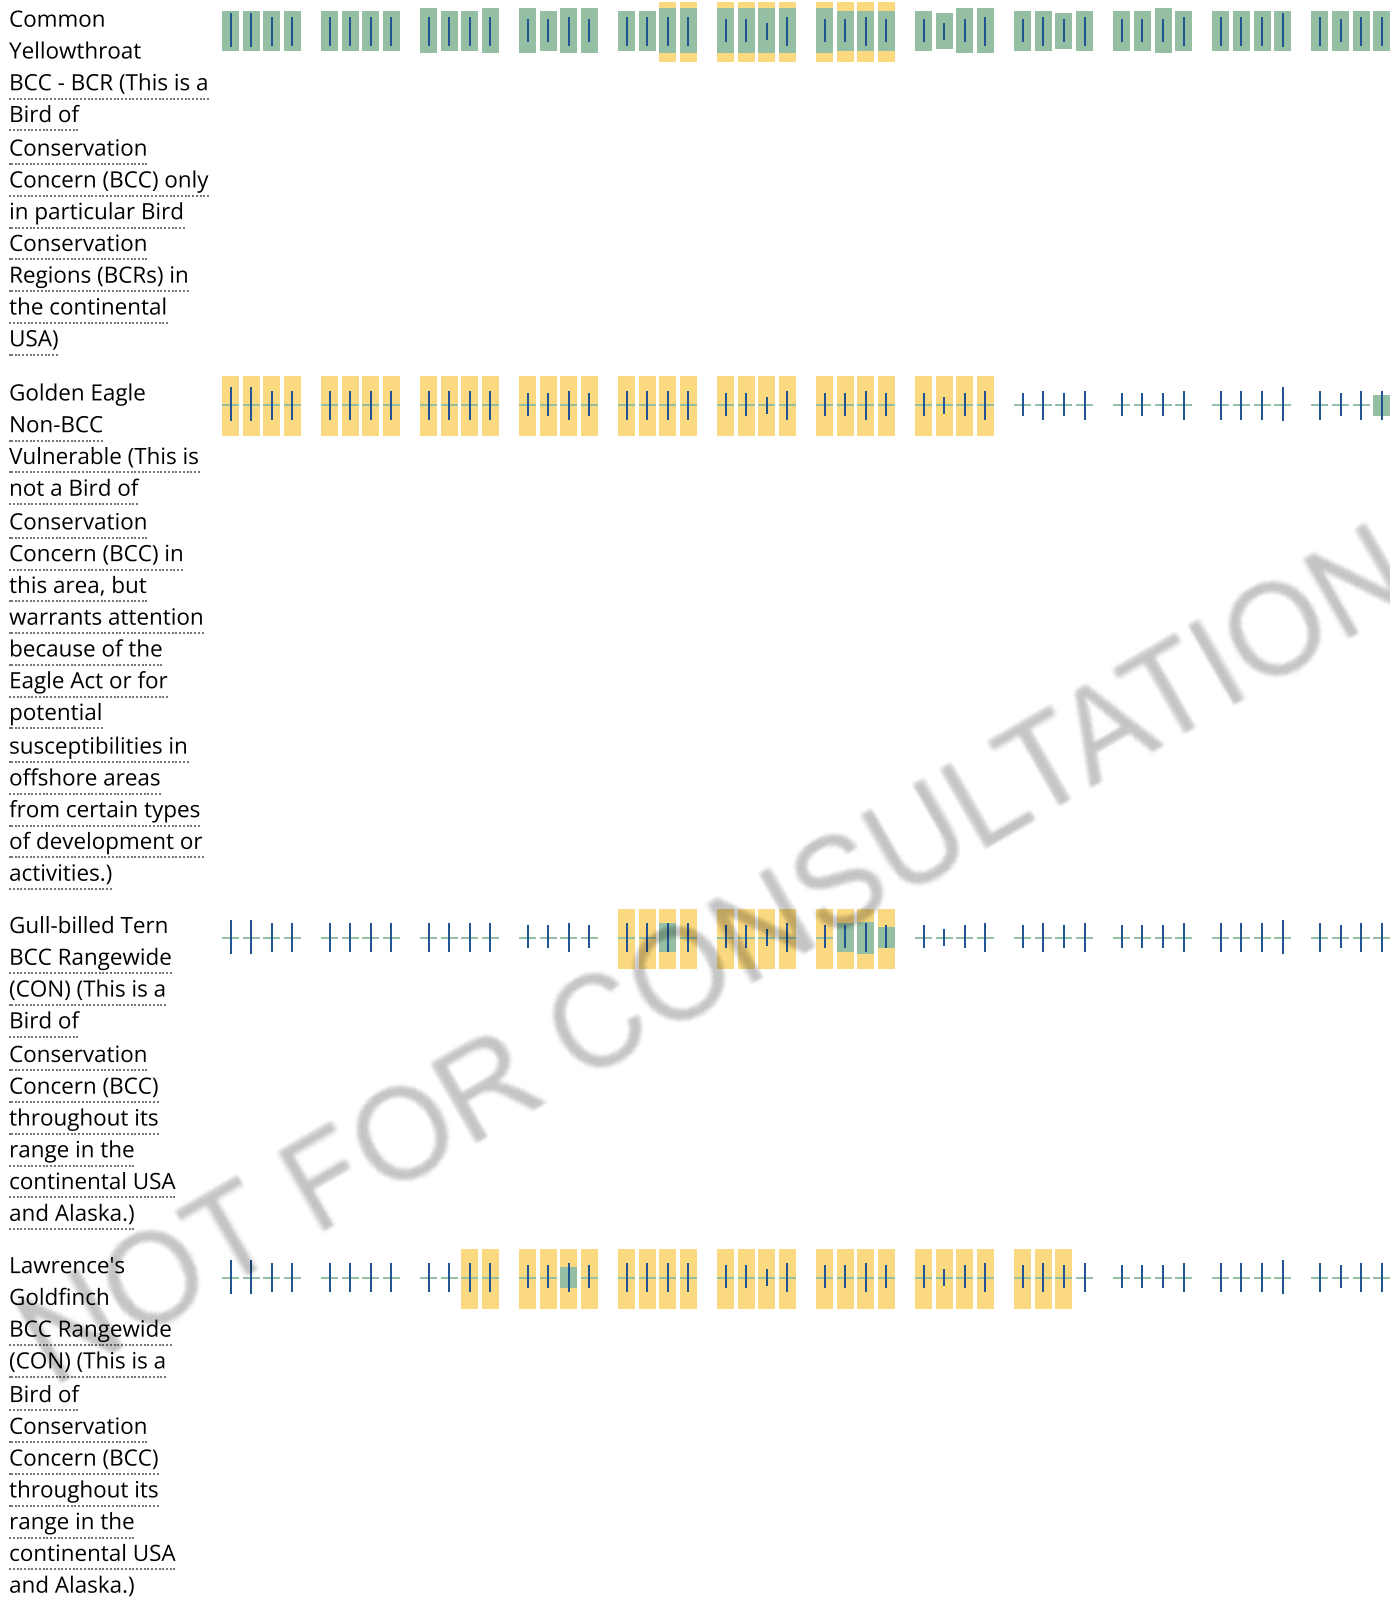 Common
Yellowthroat
BCC - BCR (This is a
Bird of
Conservation
Concern (BCC) only
in particular Bird
Conservation
Regions (BCRs) in
the continental
USA)
Golden Eagle
Non-BCC
Vulnerable (This is
not a Bird of
Conservation
Concern (BCC) in
this area, but
warrants attention
because of the
Eagle Act or for
potential
susceptibilities in
offshore areas
from certain types
of development or
activities.)
Gull-billed Tern
BCC Rangewide
(CON) (This is a
Bird of
Conservation
Concern (BCC)
throughout its
range in the
continental USA
and Alaska.)
Lawrence's
Goldfinch
BCC Rangewide
(CON) (This is a
Bird of
Conservation
Concern (BCC)
throughout its
range in the
continental USA
and Alaska.)
NOT FOR CONSULTATION